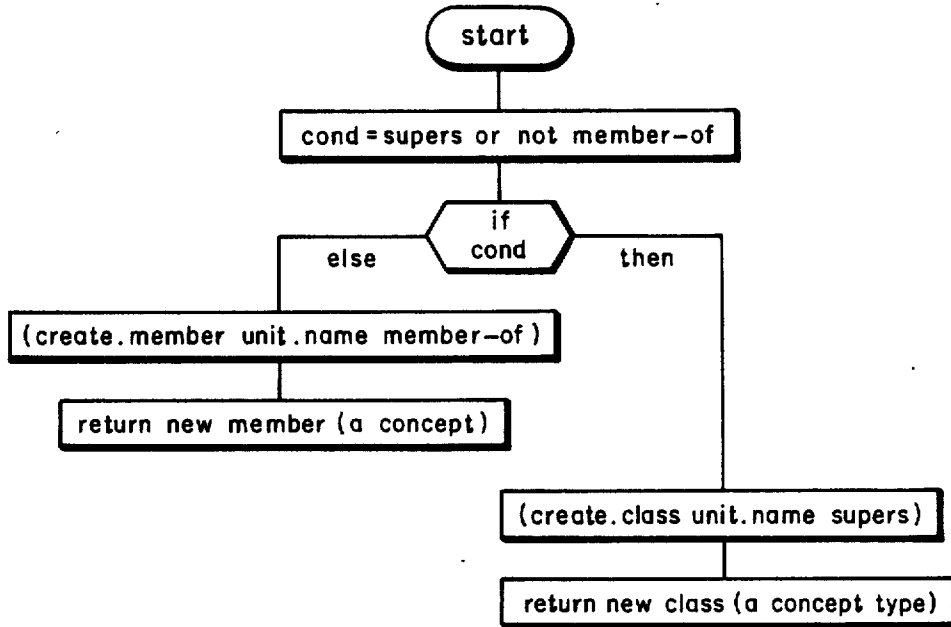 start
cond = supers or not member-of
if
cond
else
then
(create.member unit.name member-of)
return new member (a concept)
(create.class unit.name supers)
return new class (a concept type)